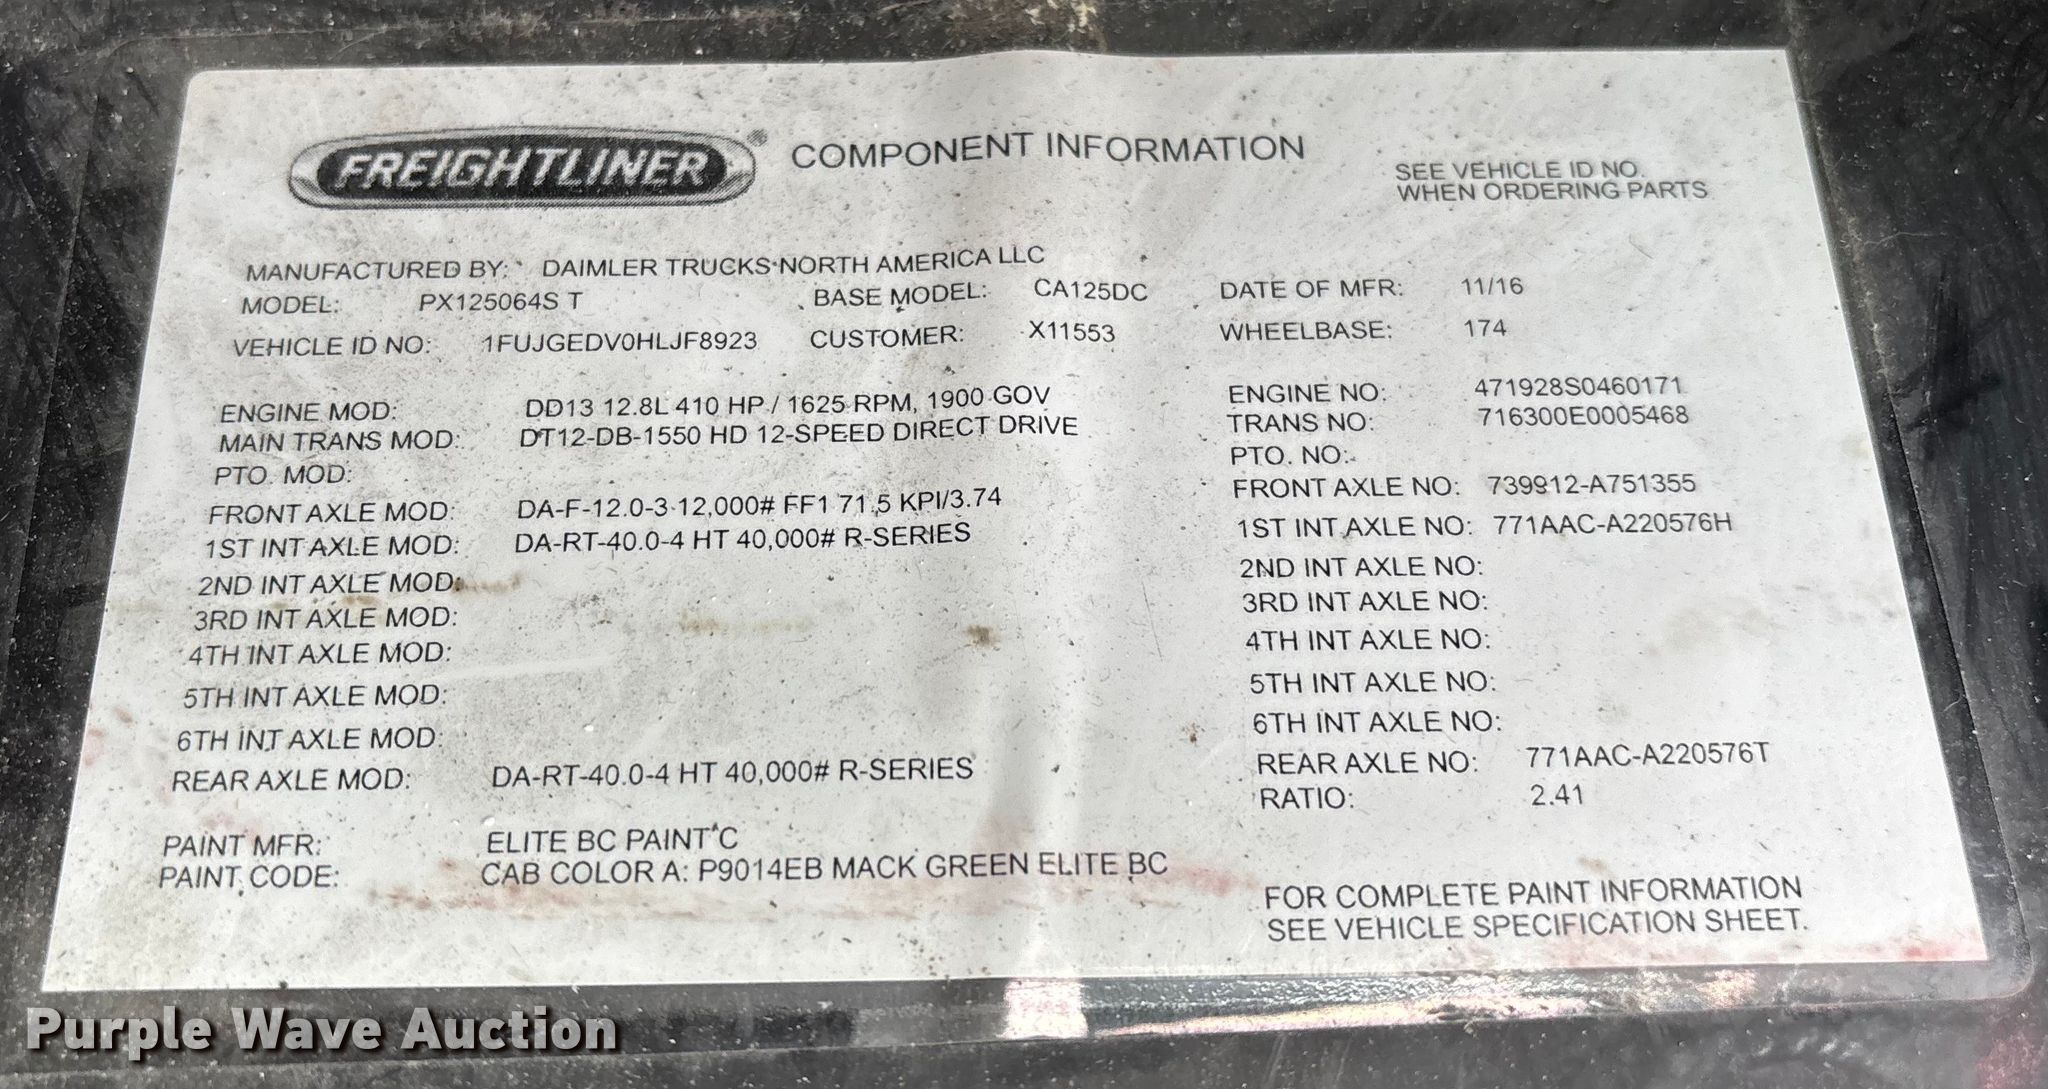 FREIGHTLINER® COMPONENT INFORMATION
SEE VEHICLE ID NO.
WHEN ORDERING PARTS
MANUFACTURED BY: DAIMLER TRUCKS NORTH AMERICA LLC
MODEL: PX125064S T BASE MODEL: CA125DC DATE OF MFR: 11/16
VEHICLE ID NO: 1FUJGEDV0HLJF8923 CUSTOMER: X11553 WHEELBASE: 174
ENGINE MOD: DD13 12.8L 410 HP / 1625 RPM, 1900 GOV ENGINE NO: 471928S0460171
MAIN TRANS MOD: DT12-DB-1550 HD 12-SPEED DIRECT DRIVE TRANS NO: 716300E0005468
PTO. MOD: PTO. NO:
FRONT AXLE MOD: DA-F-12.0-3 12,000# FF1 71.5 KPI/3.74 FRONT AXLE NO: 739912-A751355
1ST INT AXLE MOD: DA-RT-40.0-4 HT 40,000# R-SERIES 1ST INT AXLE NO: 771AAC-A220576H
2ND INT AXLE MOD: 2ND INT AXLE NO:
3RD INT AXLE MOD: 3RD INT AXLE NO:
4TH INT AXLE MOD: 4TH INT AXLE NO:
5TH INT AXLE MOD: 5TH INT AXLE NO:
6TH INT AXLE MOD: 6TH INT AXLE NO:
REAR AXLE MOD: DA-RT-40.0-4 HT 40,000# R-SERIES REAR AXLE NO: 771AAC-A220576T
RATIO: 2.41
PAINT MFR: ELITE BC PAINT C
PAINT CODE: CAB COLOR A: P9014EB MACK GREEN ELITE BC
FOR COMPLETE PAINT INFORMATION
SEE VEHICLE SPECIFICATION SHEET.
Purple Wave Auction